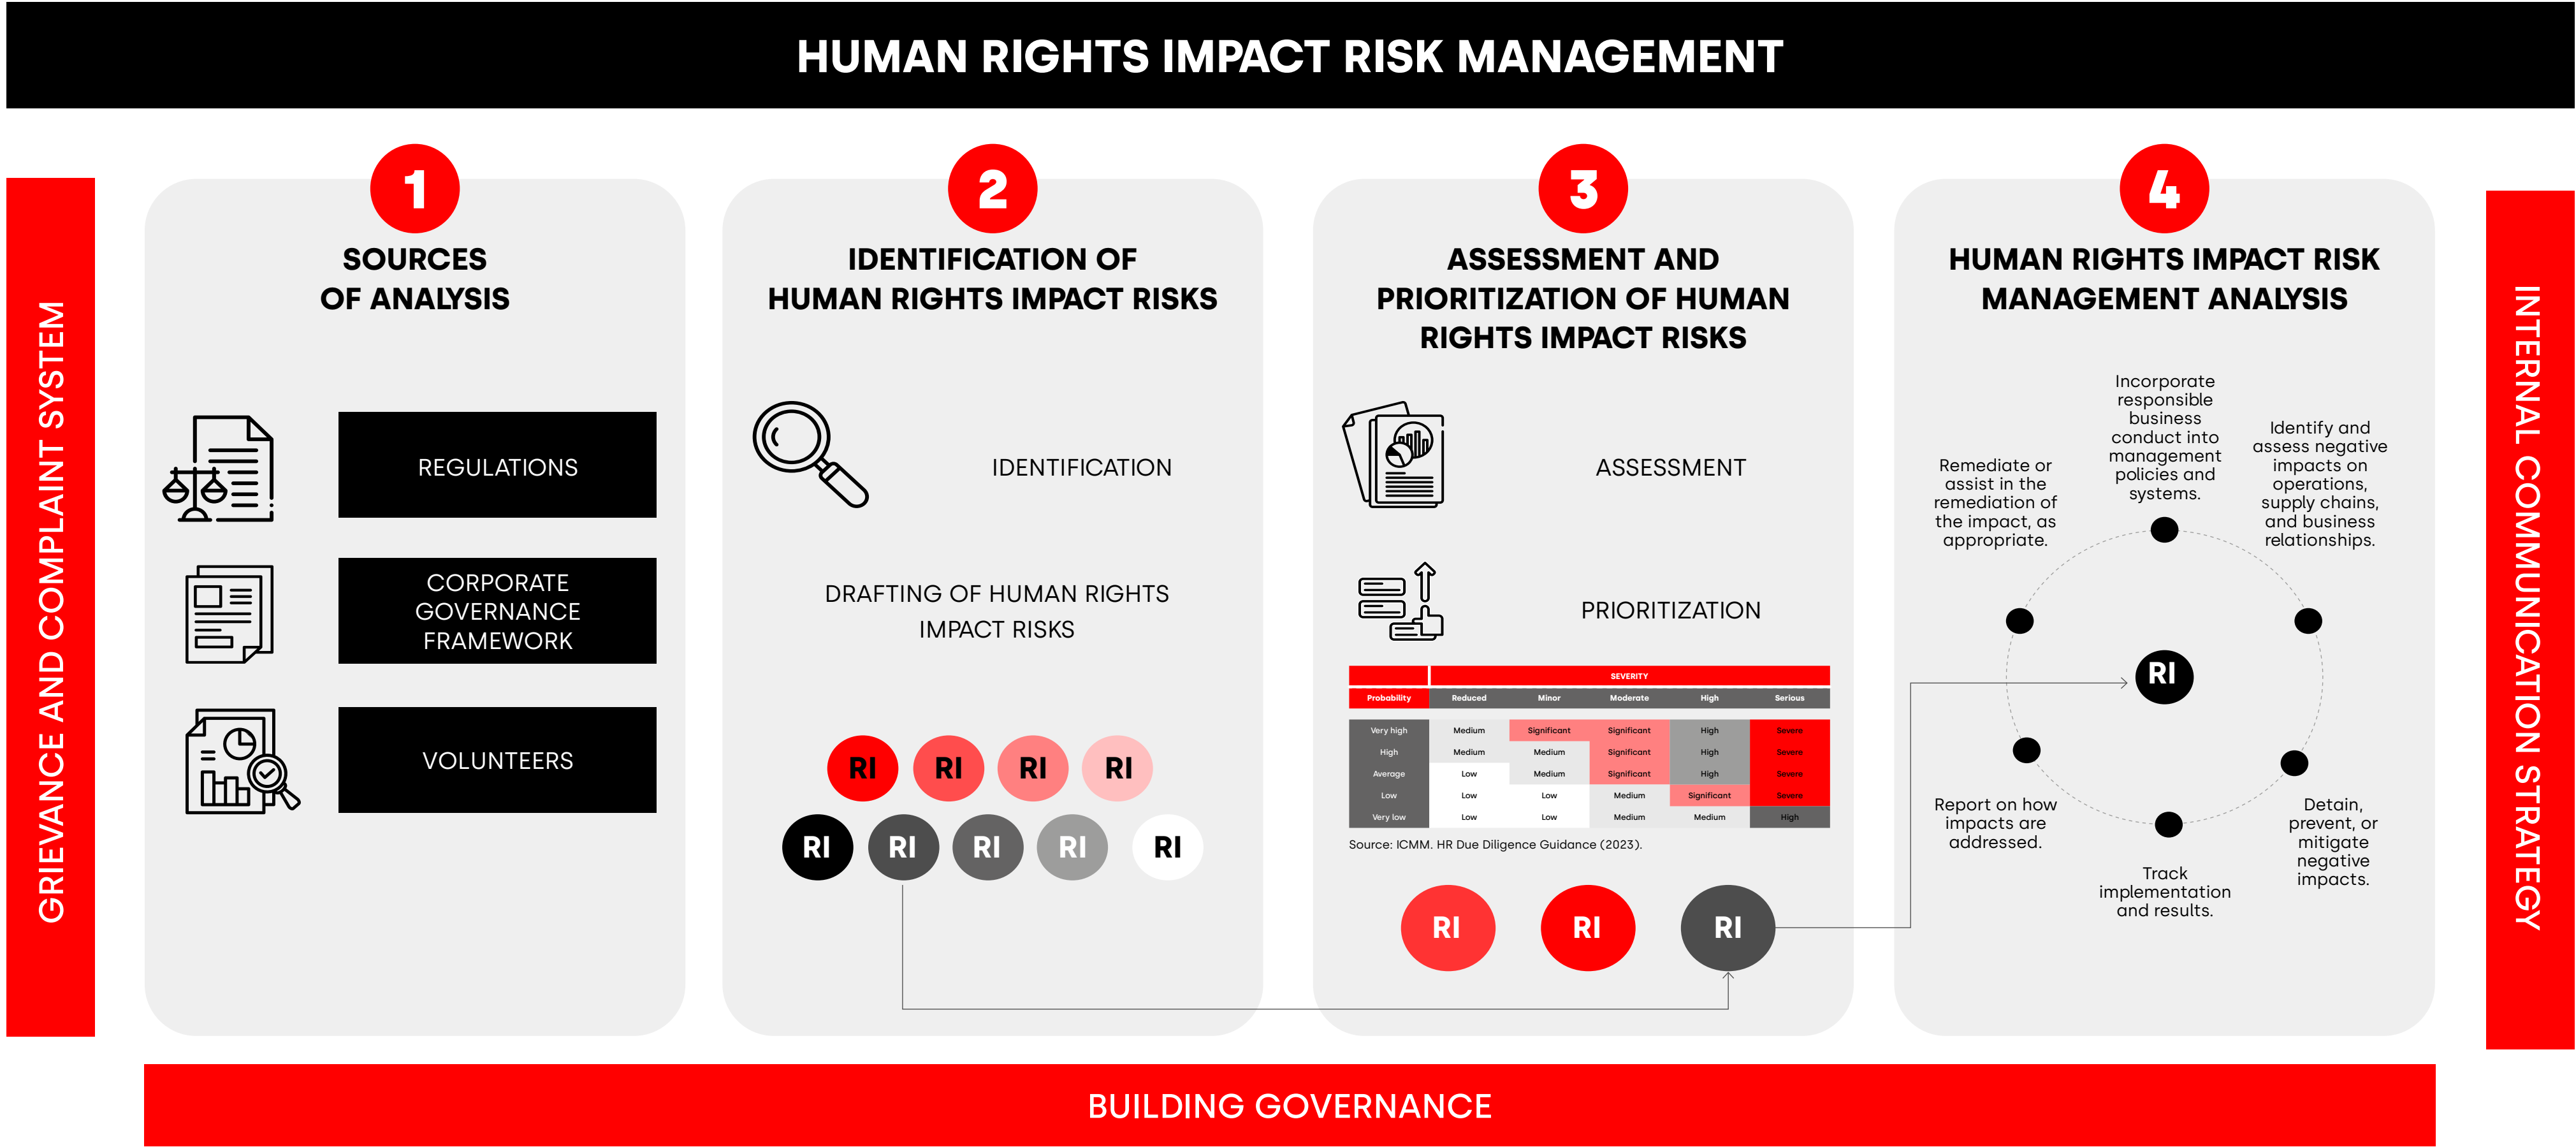 HUMAN RIGHTS IMPACT RISK MANAGEMENT
GRIEVANCE AND COMPLAINT SYSTEM
1
SOURCES
OF ANALYSIS
REGULATIONS
CORPORATE
GOVERNANCE
FRAMEWORK
VOLUNTEERS
2
IDENTIFICATION OF
HUMAN RIGHTS IMPACT RISKS
IDENTIFICATION
DRAFTING OF HUMAN RIGHTS
IMPACT RISKS
RI RI RI RI
RI RI RI RI RI
3
ASSESSMENT AND
PRIORITIZATION OF HUMAN
RIGHTS IMPACT RISKS
ASSESSMENT
PRIORITIZATION
SEVERITY
Probability Reduced Minor Moderate High Serious
Very high Medium Significant Significant High Severe
High Medium Medium Significant High Severe
Average Low Medium Significant High Severe
Low Low Low Medium Significant Severe
Very low Low Low Medium Medium High
Source: ICMM. HR Due Diligence Guidance (2023).
RI RI RI
4
HUMAN RIGHTS IMPACT RISK
MANAGEMENT ANALYSIS
Incorporate
responsible
business
conduct into
management
policies and
systems.
Identify and
assess negative
impacts on
operations,
supply chains,
and business
relationships.
Detain,
prevent, or
mitigate
negative
impacts.
Track
implementation
and results.
Report on how
impacts are
addressed.
Remediate or
assist in the
remediation of
the impact, as
appropriate.
RI
INTERNAL COMMUNICATION STRATEGY
BUILDING GOVERNANCE